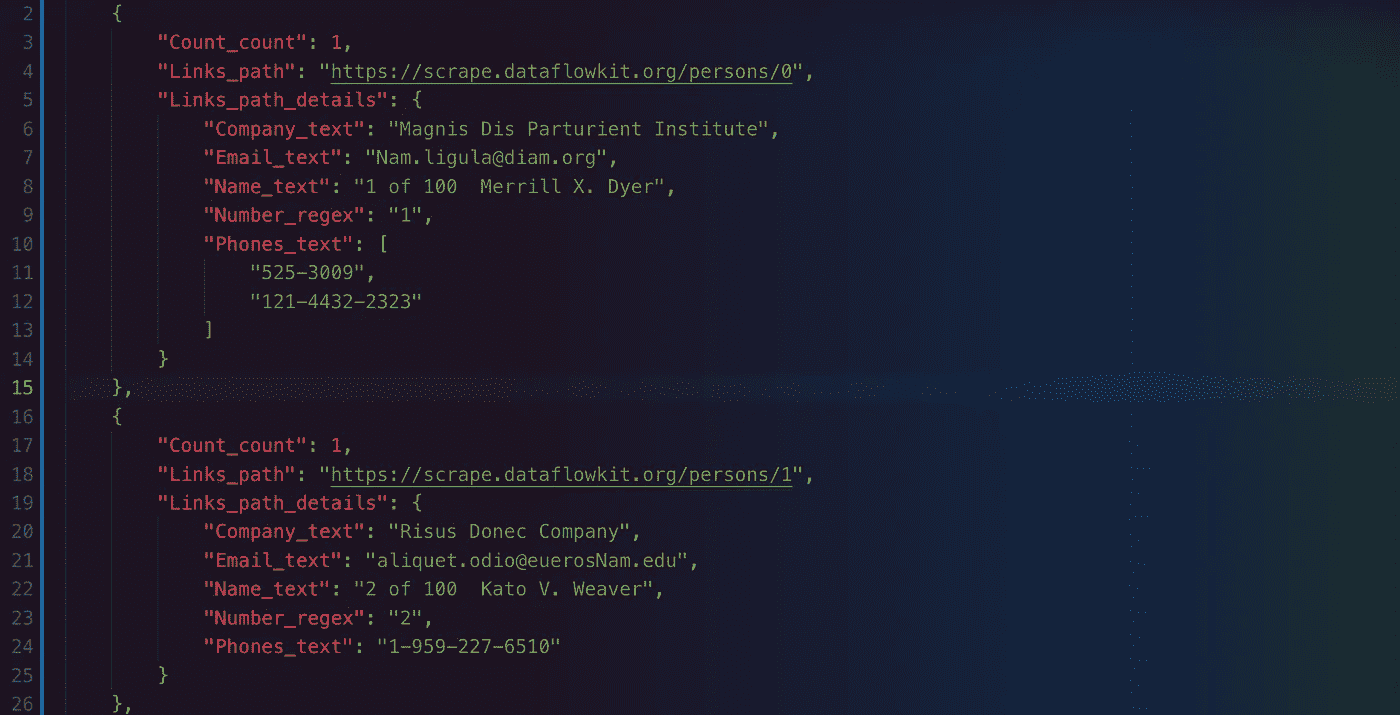 2 {
3 "Count_count": 1,
4 "Links_path": "https://scrape.dataflowkit.org/persons/0",
5 "Links_path_details": {
6 "Company_text": "Magnis Dis Parturient Institute",
7 "Email_text": "Nam.ligula@diam.org",
8 "Name_text": "1 of 100  Merrill X. Dyer",
9 "Number_regex": "1",
10 "Phones_text": [
11 "525-3009",
12 "121-4432-2323"
13 ]
14 }
15 },
16 {
17 "Count_count": 1,
18 "Links_path": "https://scrape.dataflowkit.org/persons/1",
19 "Links_path_details": {
20 "Company_text": "Risus Donec Company",
21 "Email_text": "aliquet.odio@euerosNam.edu",
22 "Name_text": "2 of 100  Kato V. Weaver",
23 "Number_regex": "2",
24 "Phones_text": "1-959-227-6510"
25 }
26 },